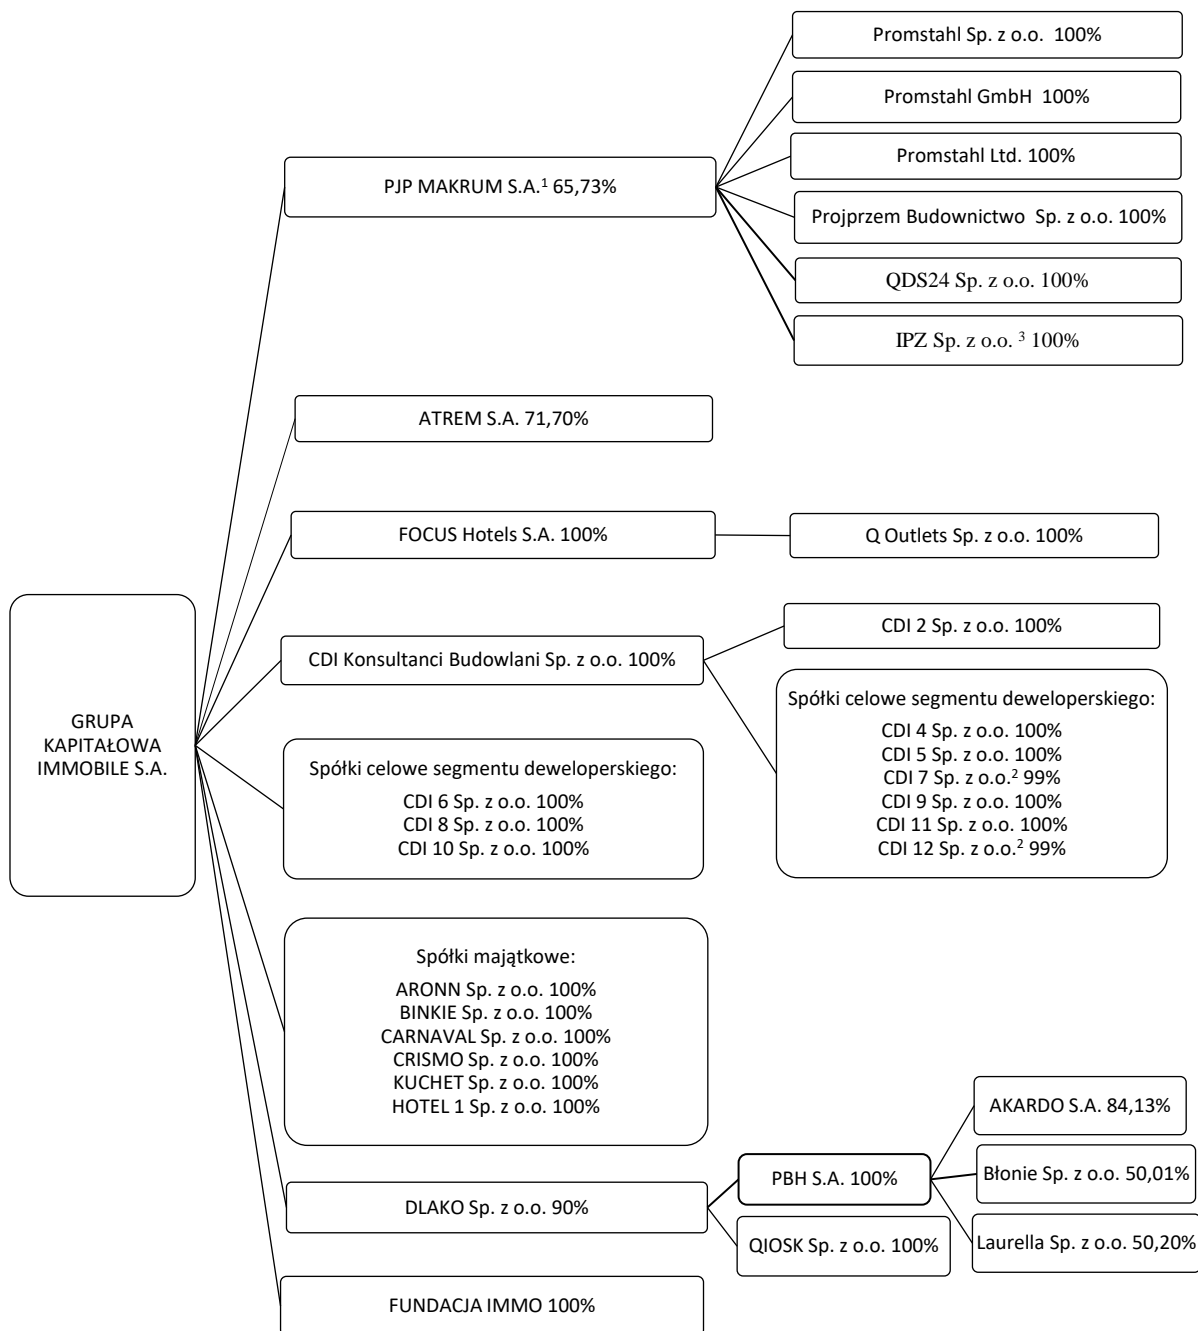 GRUPA
KAPITAŁOWA
IMMOBILE S.A.
PJP MAKRUM S.A.¹ 65,73%
Promstahl Sp. z o.o. 100%
Promstahl GmbH 100%
Promstahl Ltd. 100%
Projprzem Budownictwo Sp. z o.o. 100%
QDS24 Sp. z o.o. 100%
IPZ Sp. z o.o. ³ 100%
ATREM S.A. 71,70%
FOCUS Hotels S.A. 100%
Q Outlets Sp. z o.o. 100%
CDI Konsultanci Budowlani Sp. z o.o. 100%
CDI 2 Sp. z o.o. 100%
Spółki celowe segmentu deweloperskiego:
CDI 4 Sp. z o.o. 100%
CDI 5 Sp. z o.o. 100%
CDI 7 Sp. z o.o.² 99%
CDI 9 Sp. z o.o. 100%
CDI 11 Sp. z o.o. 100%
CDI 12 Sp. z o.o.² 99%
Spółki celowe segmentu deweloperskiego:
CDI 6 Sp. z o.o. 100%
CDI 8 Sp. z o.o. 100%
CDI 10 Sp. z o.o. 100%
Spółki majątkowe:
ARONN Sp. z o.o. 100%
BINKIE Sp. z o.o. 100%
CARNAVAL Sp. z o.o. 100%
CRISMO Sp. z o.o. 100%
KUCHET Sp. z o.o. 100%
HOTEL 1 Sp. z o.o. 100%
DLAKO Sp. z o.o. 90%
PBH S.A. 100%
AKARDO S.A. 84,13%
Błonie Sp. z o.o. 50,01%
Laurella Sp. z o.o. 50,20%
QIOSK Sp. z o.o. 100%
FUNDACJA IMMO 100%